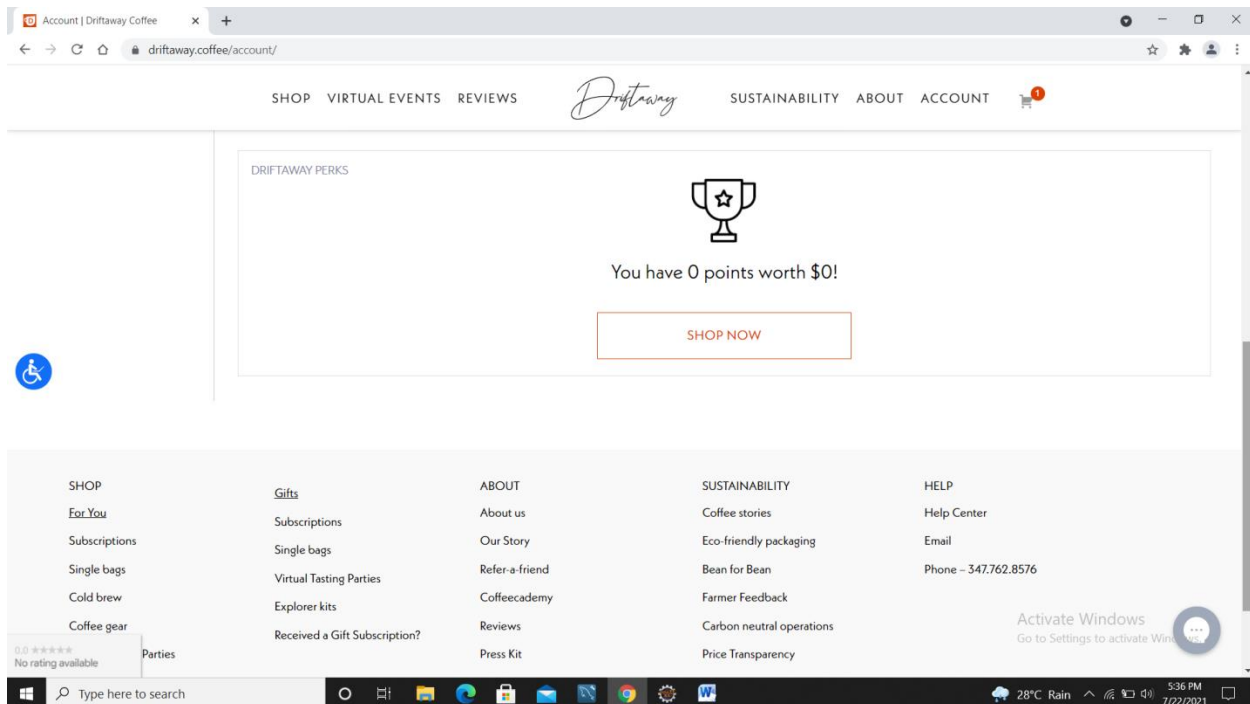 Account | Driftaway Coffee
driftaway.coffee/account/
SHOP VIRTUAL EVENTS REVIEWS Driftaway SUSTAINABILITY ABOUT ACCOUNT 1
DRIFTAWAY PERKS
You have 0 points worth $0!
SHOP NOW
SHOP
For You
Subscriptions
Single bags
Cold brew
Coffee gear
Parties
Gifts
Subscriptions
Single bags
Virtual Tasting Parties
Explorer kits
Received a Gift Subscription?
ABOUT
About us
Our Story
Refer-a-friend
Coffeecademy
Reviews
Press Kit
SUSTAINABILITY
Coffee stories
Eco-friendly packaging
Bean for Bean
Farmer Feedback
Carbon neutral operations
Price Transparency
HELP
Help Center
Email
Phone – 347.762.8576
0.0 ★★★★★
No rating available
Activate Windows
Go to Settings to activate Windows.
Type here to search
W
28°C Rain
5:36 PM
7/22/2021